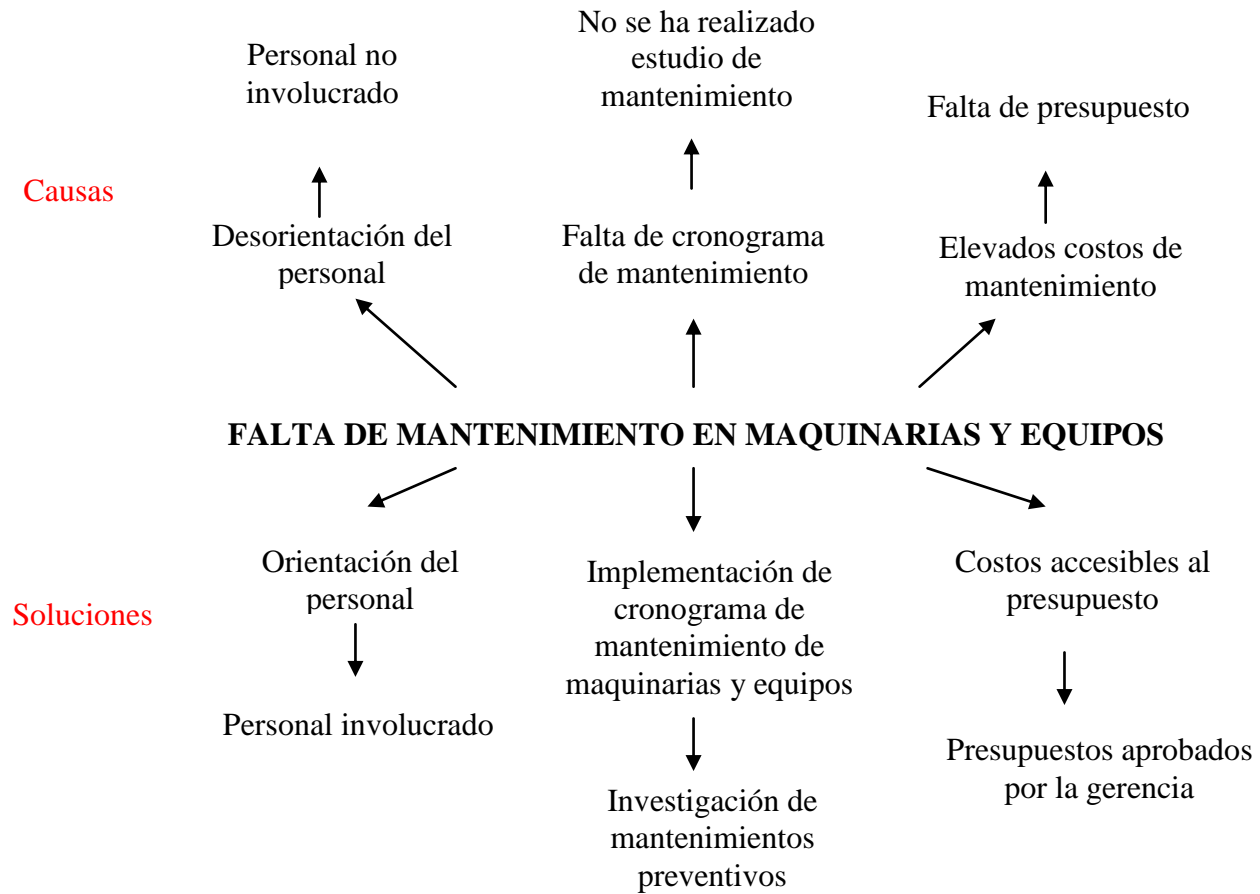 Personal no
involucrado
No se ha realizado
estudio de
mantenimiento
Falta de presupuesto
Causas
Desorientación del
personal
Falta de cronograma
de mantenimiento
Elevados costos de
mantenimiento
FALTA DE MANTENIMIENTO EN MAQUINARIAS Y EQUIPOS
Soluciones
Orientación del
personal
Implementación de
cronograma de
mantenimiento de
maquinarias y equipos
Costos accesibles al
presupuesto
Personal involucrado
Investigación de
mantenimientos
preventivos
Presupuestos aprobados
por la gerencia